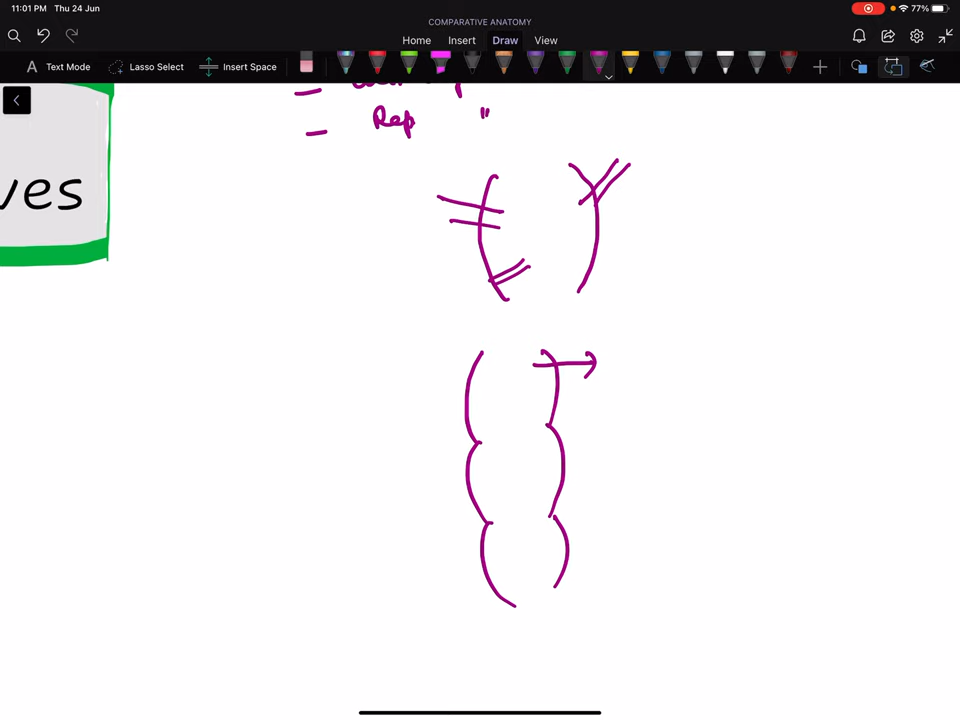 11:01 PM Thu 24 Jun
77%
COMPARATIVE ANATOMY
Home Insert Draw View
A Text Mode Lasso Select Insert Space
Rep "
ves